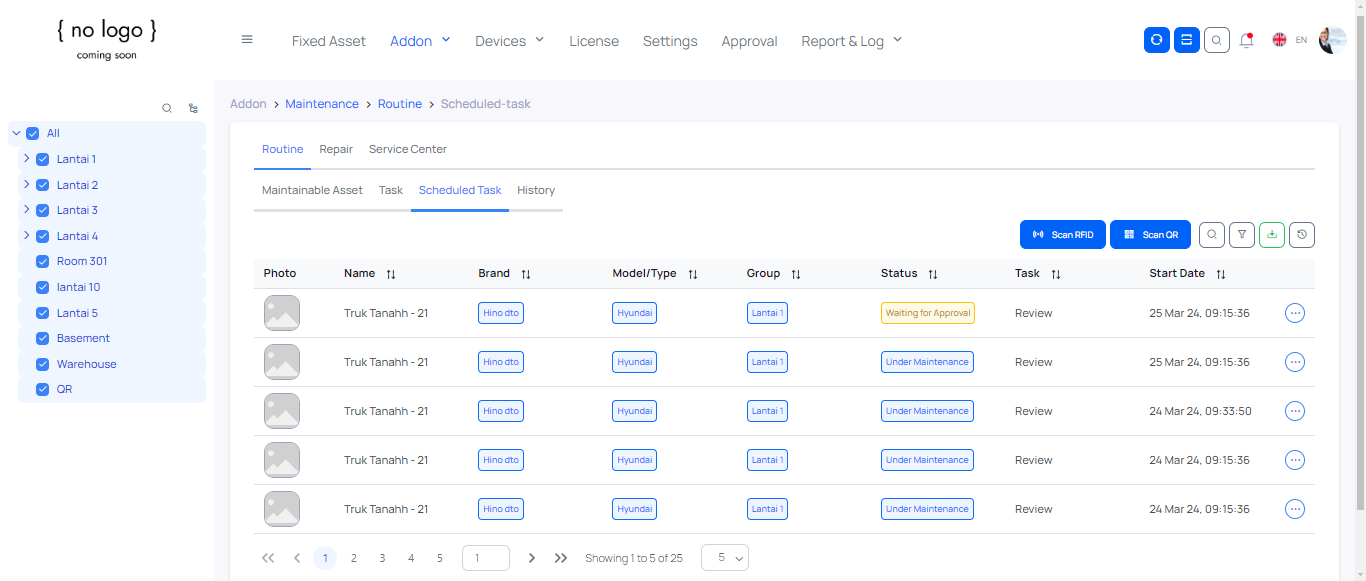 { no logo }
coming soon
Fixed Asset Addon Devices License Settings Approval Report & Log EN
Addon > Maintenance > Routine > Scheduled-task
All
Lantai 1
Lantai 2
Lantai 3
Lantai 4
Room 301
lantai 10
Lantai 5
Basement
Warehouse
QR
Routine Repair Service Center
Maintainable Asset Task Scheduled Task History
Scan RFID Scan QR
Photo Name Brand Model/Type Group Status Task Start Date
Truk Tanahh - 21 Hino dto Hyundai Lantai 1 Waiting for Approval Review 25 Mar 24, 09:15:36
Truk Tanahh - 21 Hino dto Hyundai Lantai 1 Under Maintenance Review 25 Mar 24, 09:15:36
Truk Tanahh - 21 Hino dto Hyundai Lantai 1 Under Maintenance Review 24 Mar 24, 09:33:50
Truk Tanahh - 21 Hino dto Hyundai Lantai 1 Under Maintenance Review 24 Mar 24, 09:15:36
Truk Tanahh - 21 Hino dto Hyundai Lantai 1 Under Maintenance Review 24 Mar 24, 09:15:36
1 2 3 4 5 1 Showing 1 to 5 of 25 5